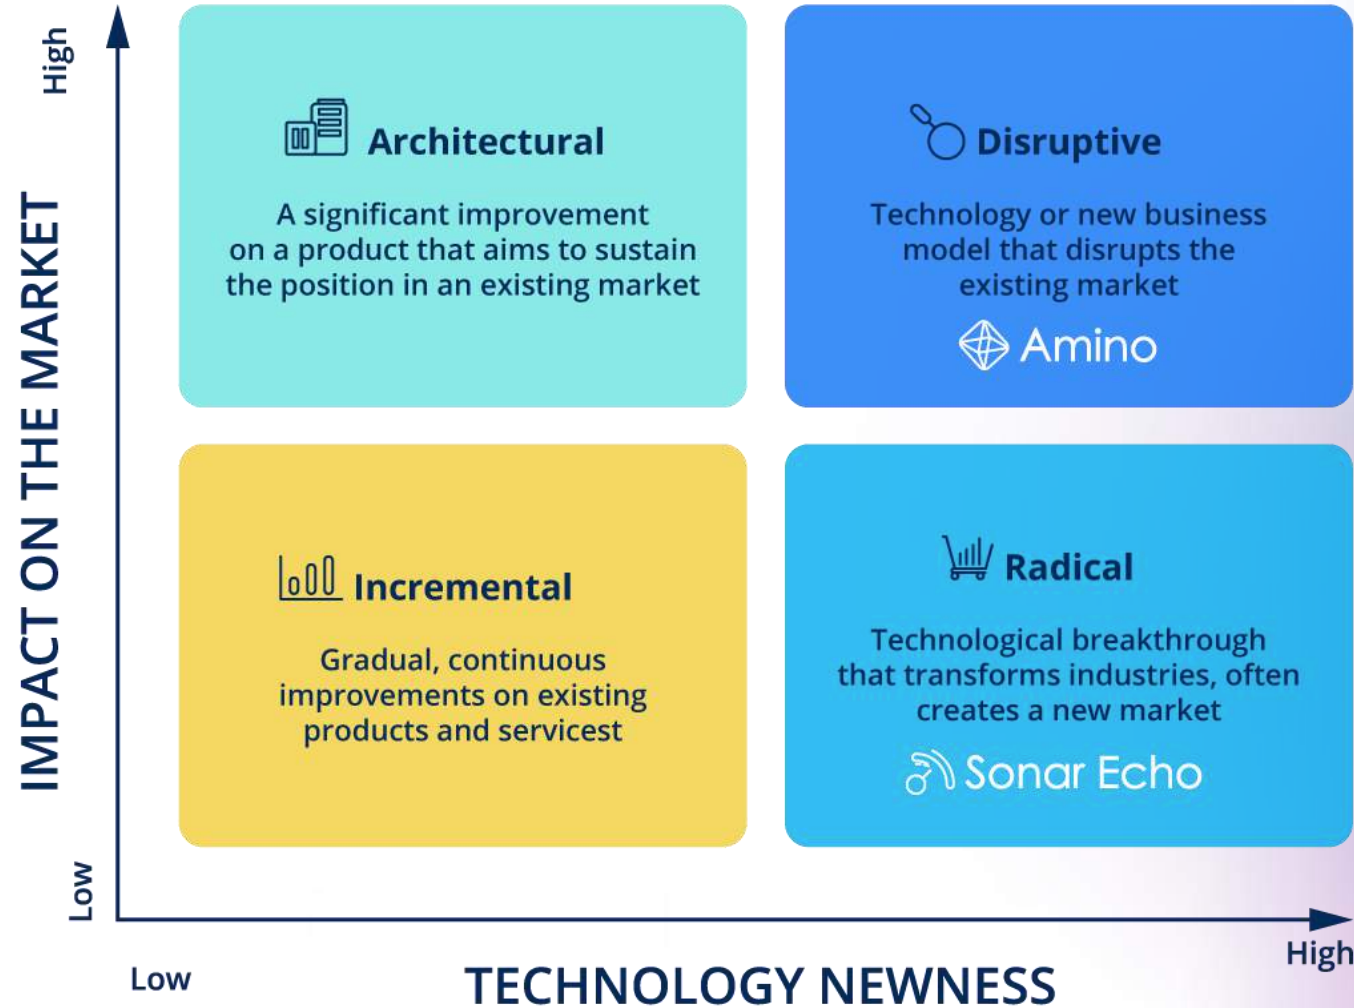 High
IMPACT ON THE MARKET
Low
Architectural
A significant improvement
on a product that aims to sustain
the position in an existing market
Disruptive
Technology or new business
model that disrupts the
existing market
Amino
Incremental
Gradual, continuous
improvements on existing
products and servicest
Radical
Technological breakthrough
that transforms industries, often
creates a new market
Sonar Echo
Low
TECHNOLOGY NEWNESS
High